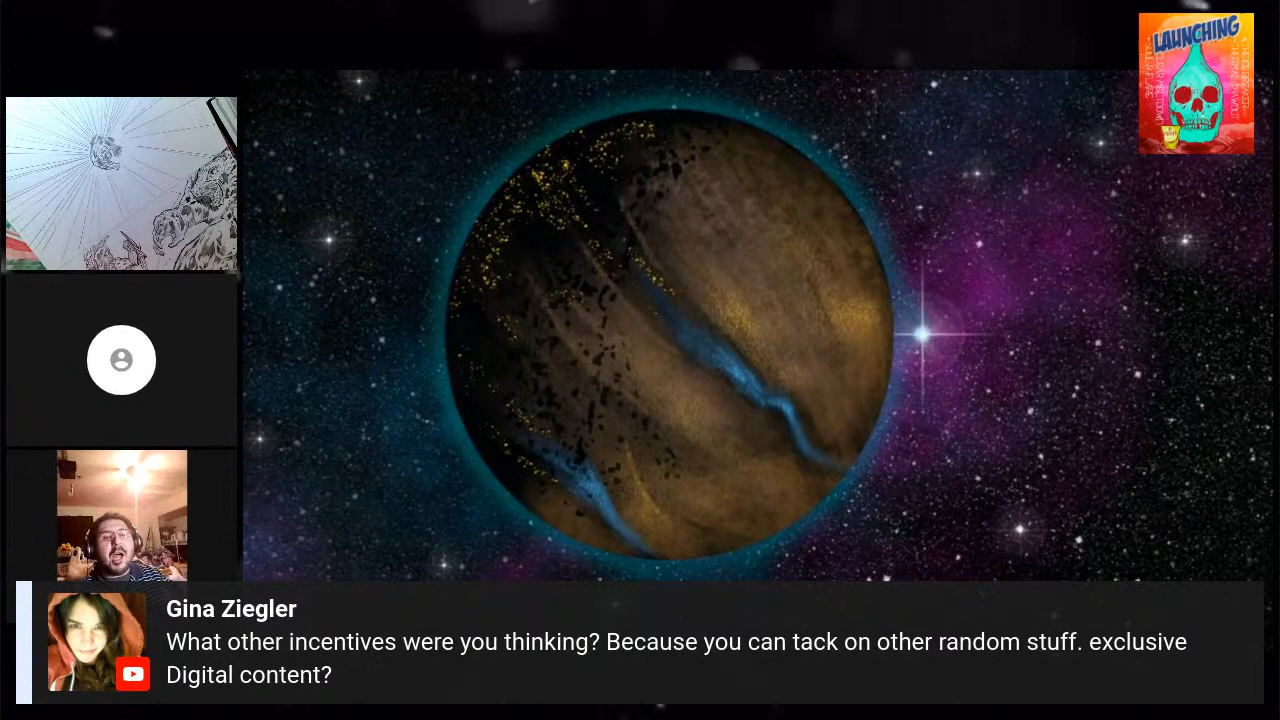 LAUNCHING
Gina Ziegler
What other incentives were you thinking? Because you can tack on other random stuff. exclusive
Digital content?